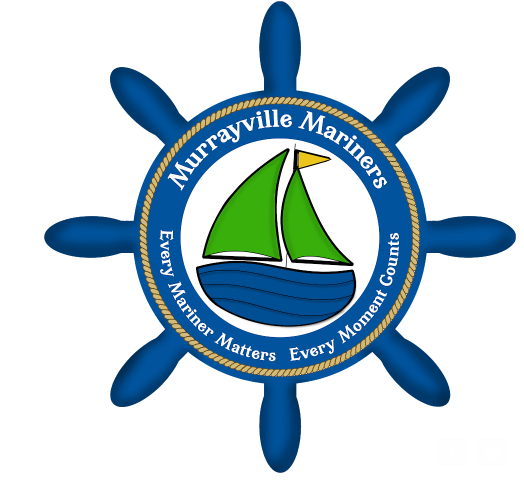 Murrayville Mariners
Every Mariner Matters
Every Moment Counts